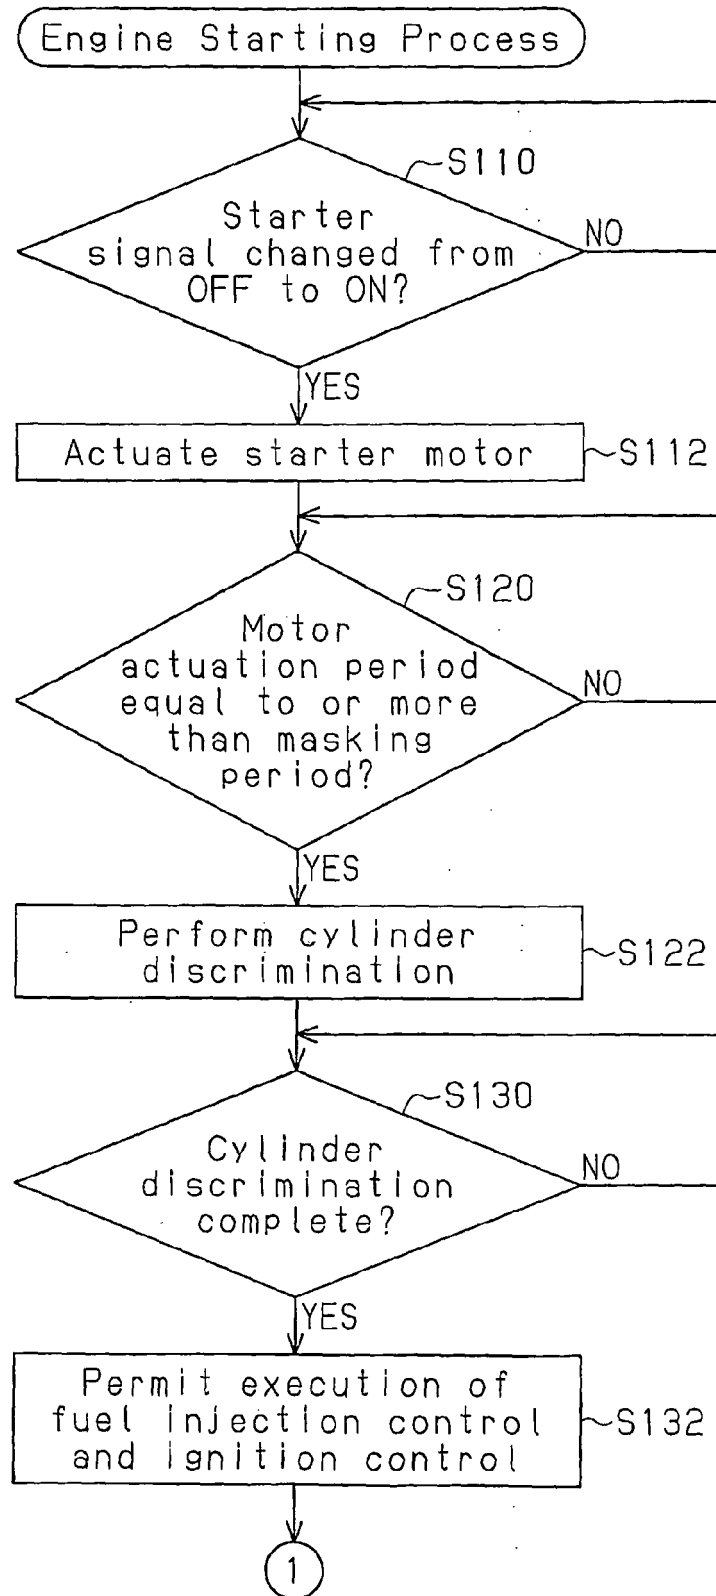 Engine Starting Process
S110
Starter
signal changed from
OFF to ON?
NO
YES
Actuate starter motor
S112
S120
Motor
actuation period
equal to or more
than masking
period?
NO
YES
Perform cylinder
discrimination
S122
S130
Cylinder
discrimination
complete?
NO
YES
Permit execution of
fuel injection control
and ignition control
S132
1